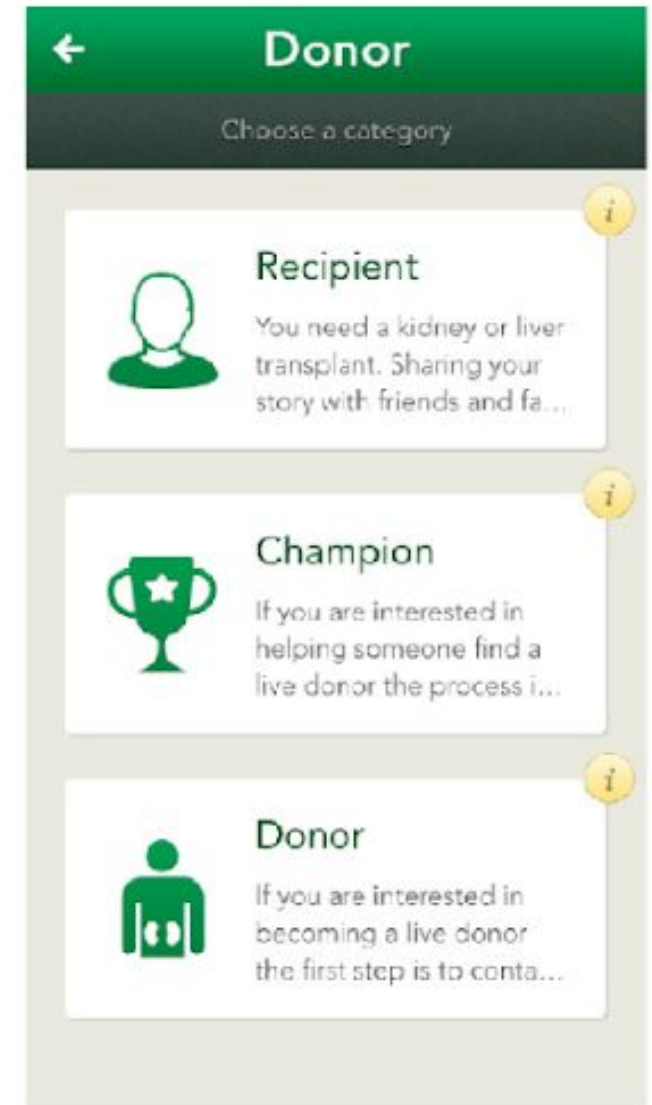 Donor
Choose a category
i
Recipient
You need a kidney or liver
transplant. Sharing your
story with friends and fa...
i
Champion
If you are interested in
helping someone find a
live donor the process i...
i
Donor
If you are interested in
becoming a live donor
the first step is to conta...